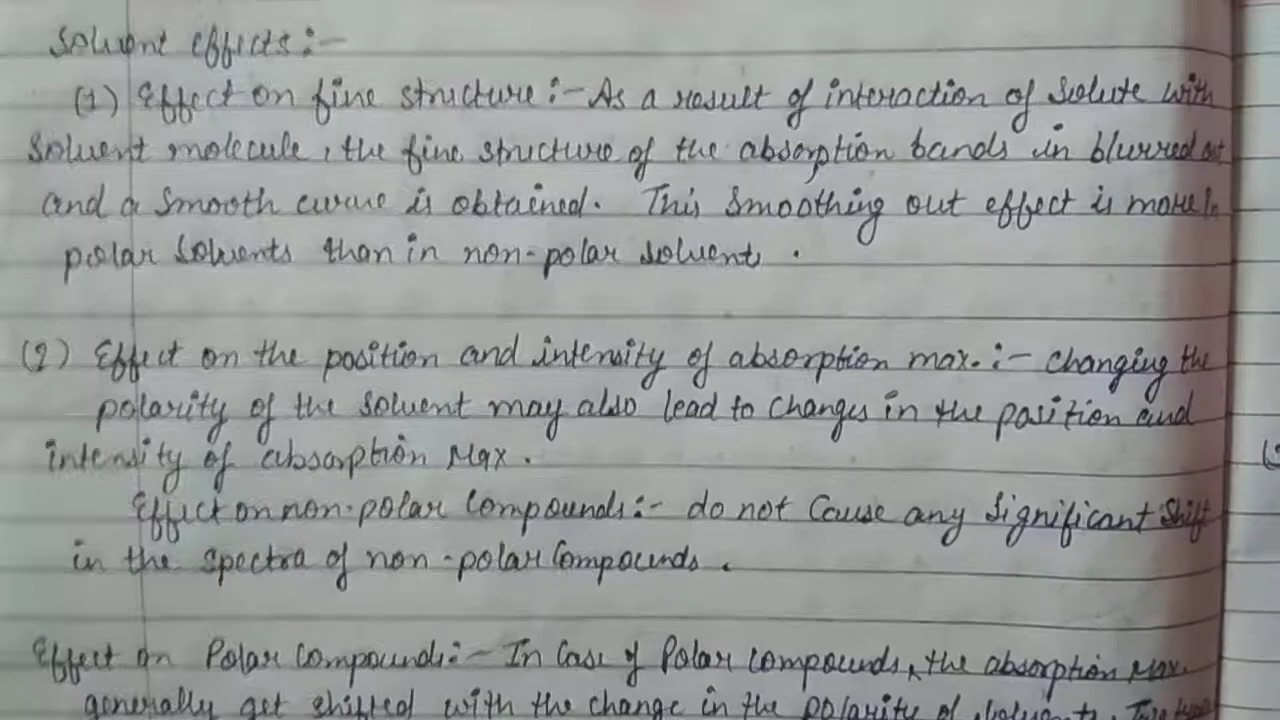 Solvent effects:-
(1) Effect on fine structure :- As a result of interaction of solute with
Solvent molecule, the fine structure of the absorption bands in blurred out
and a smooth curve is obtained. This smoothing out effect is more in
polar solvents than in non-polar solvents .
(2) Effect on the position and intensity of absorption max. :- changing the
polarity of the solvent may also lead to changes in the position and
intensity of absorption Max .
Effect on non-polar Compounds :- do not Cause any significant shift
in the spectra of non-polar Compounds .
Effect on Polar Compounds :- In Case of Polar compounds, the absorption Max.
generally get shifted with the change in the polarity of solvents.